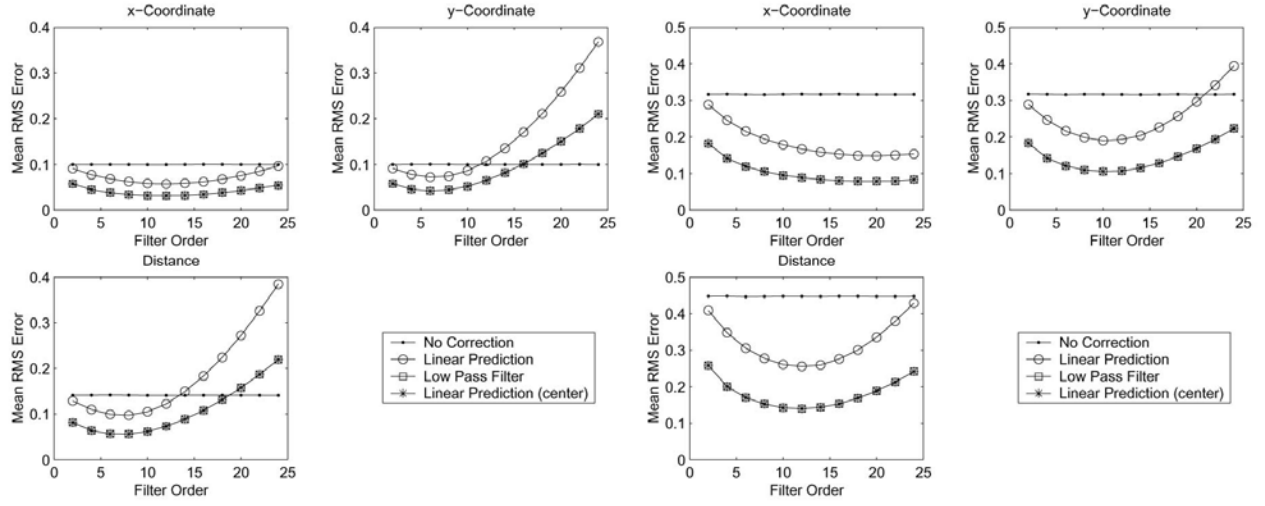 x-Coordinate
0.4
0.3
0.2
0.1
0
Mean RMS Error
0 5 10 15 20 25
Filter Order
y-Coordinate
0.4
0.3
0.2
0.1
0
Mean RMS Error
0 5 10 15 20 25
Filter Order
x-Coordinate
0.5
0.4
0.3
0.2
0.1
0
Mean RMS Error
0 5 10 15 20 25
Filter Order
y-Coordinate
0.5
0.4
0.3
0.2
0.1
0
Mean RMS Error
0 5 10 15 20 25
Filter Order
Distance
0.4
0.3
0.2
0.1
0
Mean RMS Error
0 5 10 15 20 25
Filter Order
No Correction
Linear Prediction
Low Pass Filter
Linear Prediction (center)
Distance
0.5
0.4
0.3
0.2
0.1
0
Mean RMS Error
0 5 10 15 20 25
Filter Order
No Correction
Linear Prediction
Low Pass Filter
Linear Prediction (center)